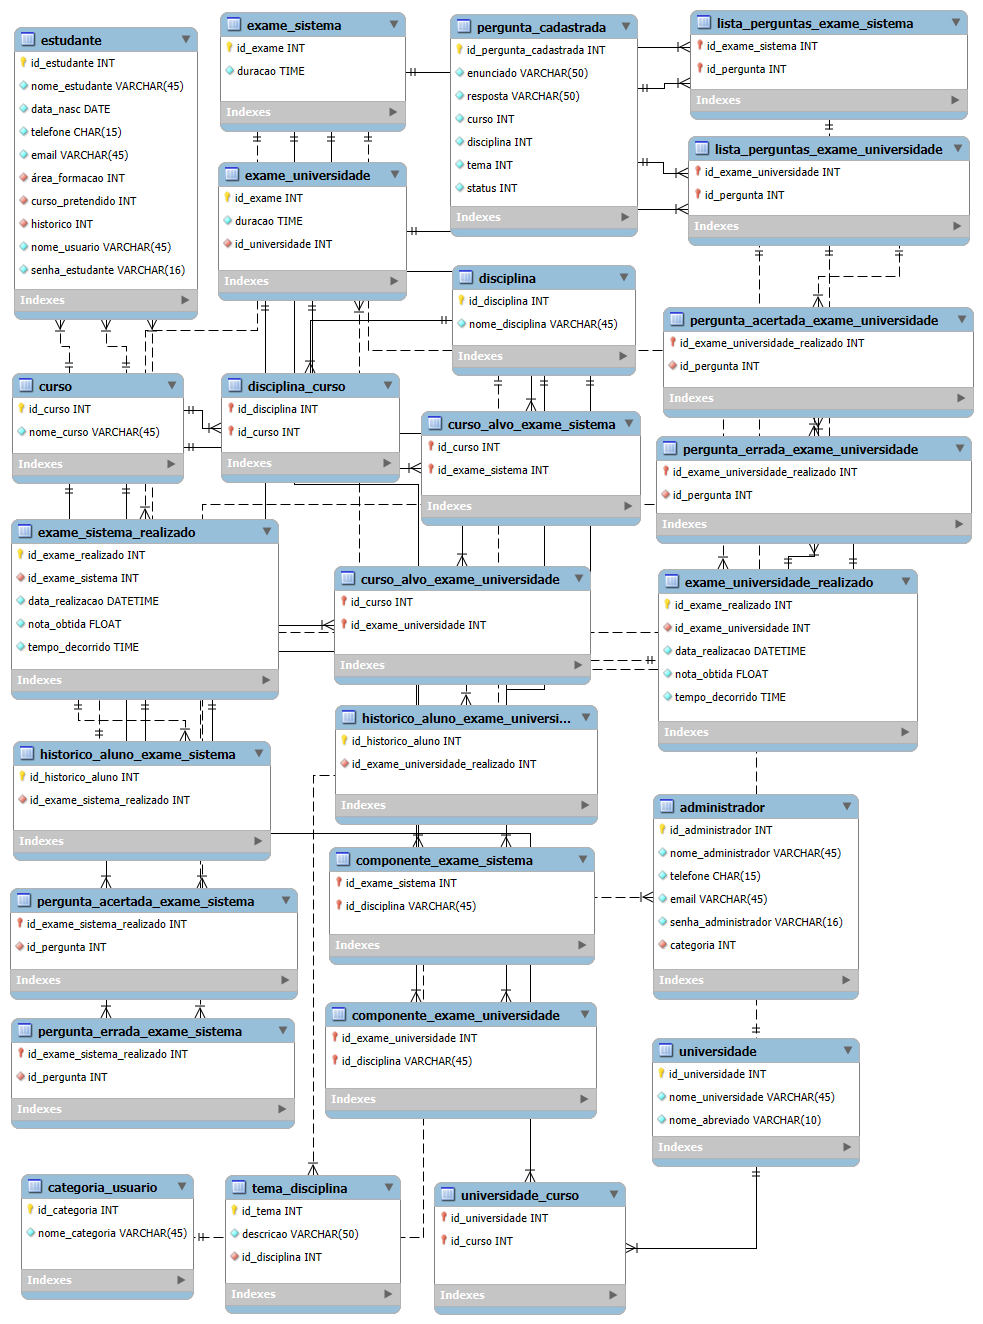 estudante
id_estudante INT
nome_estudante VARCHAR(45)
data_nasc DATE
telefone CHAR(15)
email VARCHAR(45)
área_formacao INT
curso_pretendido INT
historico INT
nome_usuario VARCHAR(45)
senha_estudante VARCHAR(16)
Indexes
exame_sistema
id_exame INT
duracao TIME
Indexes
pergunta_cadastrada
id_pergunta_cadastrada INT
enunciado VARCHAR(50)
resposta VARCHAR(50)
curso INT
disciplina INT
tema INT
status INT
Indexes
lista_perguntas_exame_sistema
id_exame_sistema INT
id_pergunta INT
Indexes
lista_perguntas_exame_universidade
id_exame_universidade INT
id_pergunta INT
Indexes
exame_universidade
id_exame INT
duracao TIME
id_universidade INT
Indexes
disciplina
id_disciplina INT
nome_disciplina VARCHAR(45)
Indexes
pergunta_acertada_exame_universidade
id_exame_universidade_realizado INT
id_pergunta INT
Indexes
curso
id_curso INT
nome_curso VARCHAR(45)
Indexes
disciplina_curso
id_disciplina INT
id_curso INT
Indexes
curso_alvo_exame_sistema
id_curso INT
id_exame_sistema INT
Indexes
pergunta_errada_exame_universidade
id_exame_universidade_realizado INT
id_pergunta INT
Indexes
exame_sistema_realizado
id_exame_realizado INT
id_exame_sistema INT
data_realizacao DATETIME
nota_obtida FLOAT
tempo_decorrido TIME
Indexes
curso_alvo_exame_universidade
id_curso INT
id_exame_universidade INT
Indexes
exame_universidade_realizado
id_exame_realizado INT
id_exame_universidade INT
data_realizacao DATETIME
nota_obtida FLOAT
tempo_decorrido TIME
Indexes
historico_aluno_exame_sistema
id_historico_aluno INT
id_exame_sistema_realizado INT
Indexes
historico_aluno_exame_universi...
id_historico_aluno INT
id_exame_universidade_realizado INT
Indexes
administrador
id_administrador INT
nome_administrador VARCHAR(45)
telefone CHAR(15)
email VARCHAR(45)
senha_administrador VARCHAR(16)
categoria INT
Indexes
componente_exame_sistema
id_exame_sistema INT
id_disciplina VARCHAR(45)
Indexes
pergunta_acertada_exame_sistema
id_exame_sistema_realizado INT
id_pergunta INT
Indexes
componente_exame_universidade
id_exame_universidade INT
id_disciplina VARCHAR(45)
Indexes
pergunta_errada_exame_sistema
id_exame_sistema_realizado INT
id_pergunta INT
Indexes
universidade
id_universidade INT
nome_universidade VARCHAR(45)
nome_abreviado VARCHAR(10)
Indexes
categoria_usuario
id_categoria INT
nome_categoria VARCHAR(45)
Indexes
tema_disciplina
id_tema INT
descricao VARCHAR(50)
id_disciplina INT
Indexes
universidade_curso
id_universidade INT
id_curso INT
Indexes